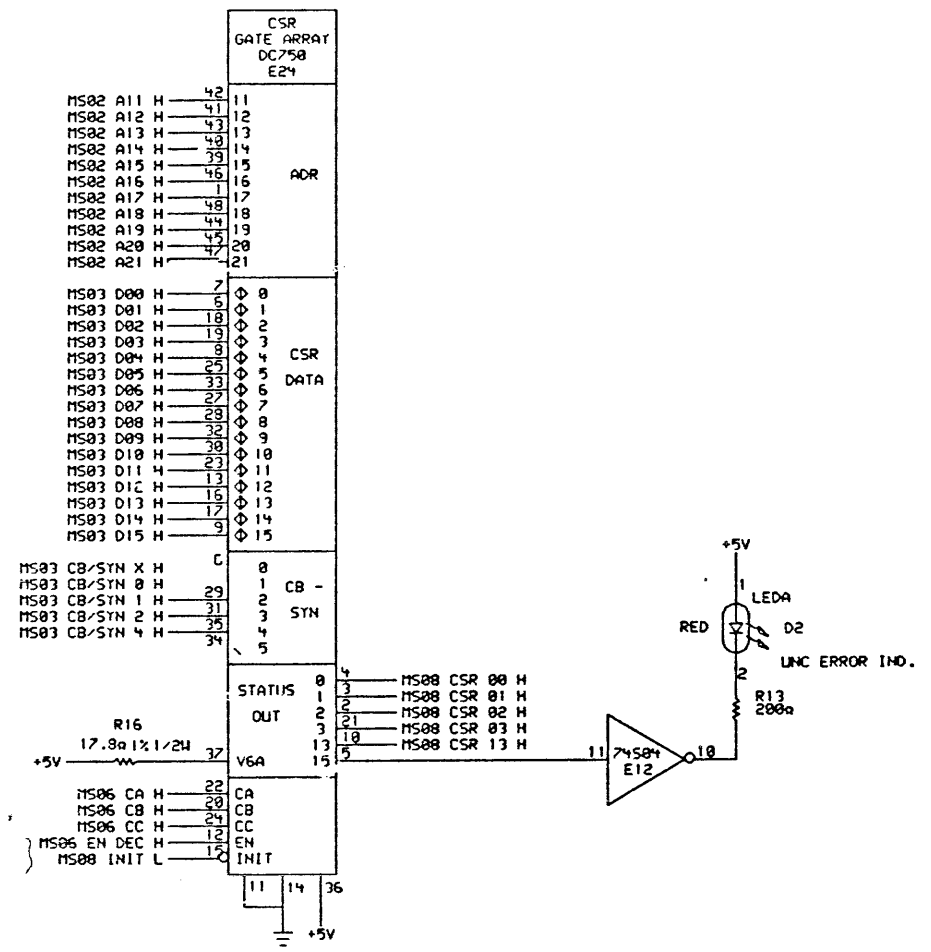 CSR
GATE ARRAY
DC750
E24
MS02 A11 H 42 11
MS02 A12 H 41 12
MS02 A13 H 43 13
MS02 A14 H 40 14
MS02 A15 H 39 15
MS02 A16 H 46 16
MS02 A17 H 1 17
MS02 A18 H 48 18
MS02 A19 H 44 19
MS02 A20 H 45 20
MS02 A21 H 47 21
ADR
MS03 D00 H 7 0
MS03 D01 H 6 1
MS03 D02 H 18 2
MS03 D03 H 19 3
MS03 D04 H 8 4
MS03 D05 H 25 5
MS03 D06 H 33 6
MS03 D07 H 27 7
MS03 D08 H 28 8
MS03 D09 H 32 9
MS03 D10 H 30 10
MS03 D11 H 23 11
MS03 D12 H 13 12
MS03 D13 H 16 13
MS03 D14 H 17 14
MS03 D15 H 9 15
CSR
DATA
MS03 CB/SYN X H 0
MS03 CB/SYN 0 H 1
MS03 CB/SYN 1 H 29 2
MS03 CB/SYN 2 H 31 3
MS03 CB/SYN 4 H 35 4
34 5
CB -
SYN
STATUS
OUT
0 4 MS08 CSR 00 H
1 3 MS08 CSR 01 H
2 2 MS08 CSR 02 H
3 21 MS08 CSR 03 H
13 10 MS08 CSR 13 H
15 5
R16
17.8Ω 1% 1/2W
+5V 37 VGA
MS06 CA H 22 CA
MS06 CB H 20 CB
MS06 CC H 24 CC
MS06 EN DEC H 12 EN
MS08 INIT L 15 INIT
11 14 36
+5V
11 74S04 10
E12
+5V
1
LEDA
RED D2
UNC ERROR IND.
2
R13
200Ω